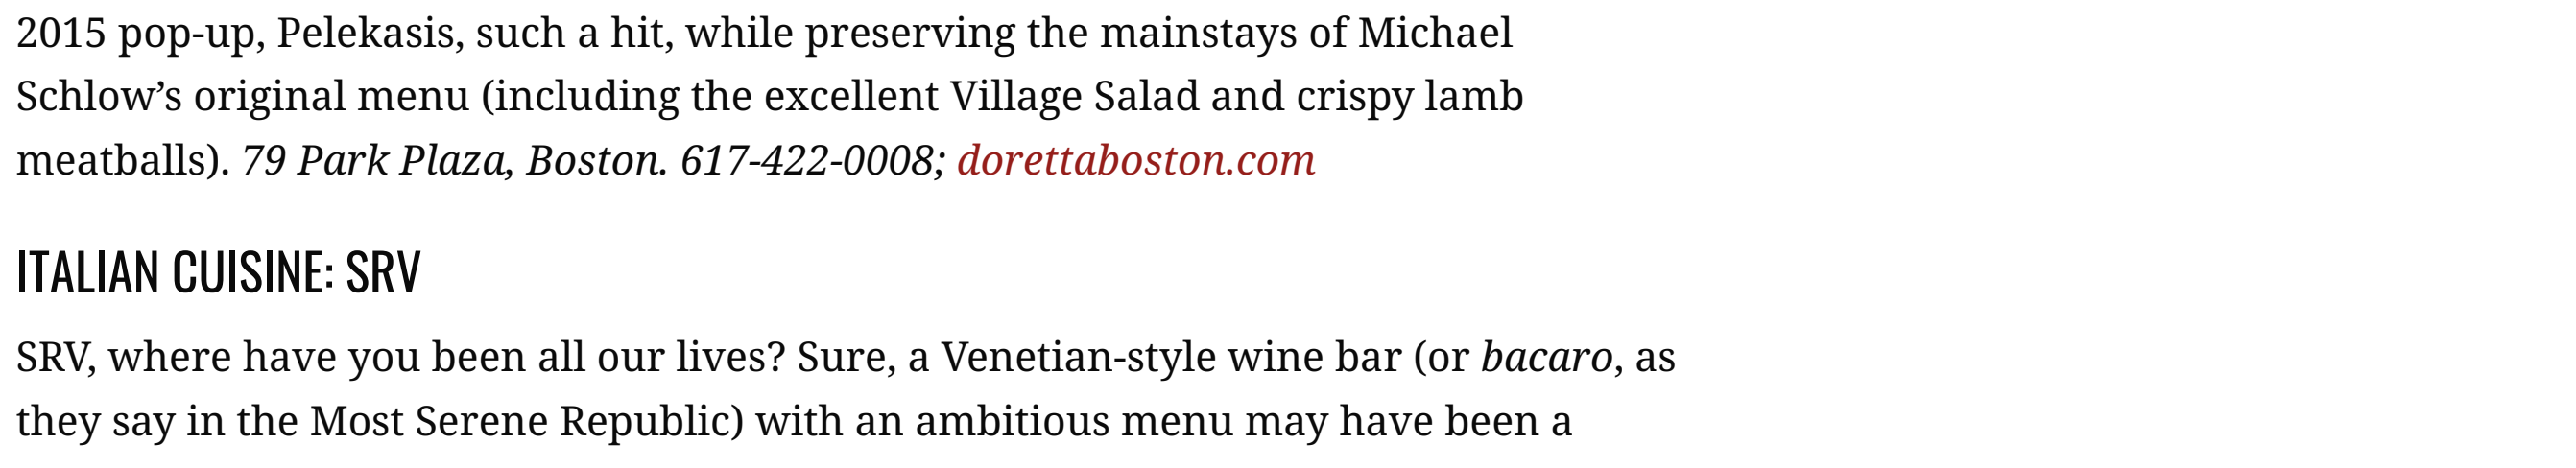 2015 pop-up, Pelekasis, such a hit, while preserving the mainstays of Michael
Schlow’s original menu (including the excellent Village Salad and crispy lamb
meatballs). 79 Park Plaza, Boston. 617-422-0008; dorettaboston.com
ITALIAN CUISINE: SRV
SRV, where have you been all our lives? Sure, a Venetian-style wine bar (or bacaro, as
they say in the Most Serene Republic) with an ambitious menu may have been a